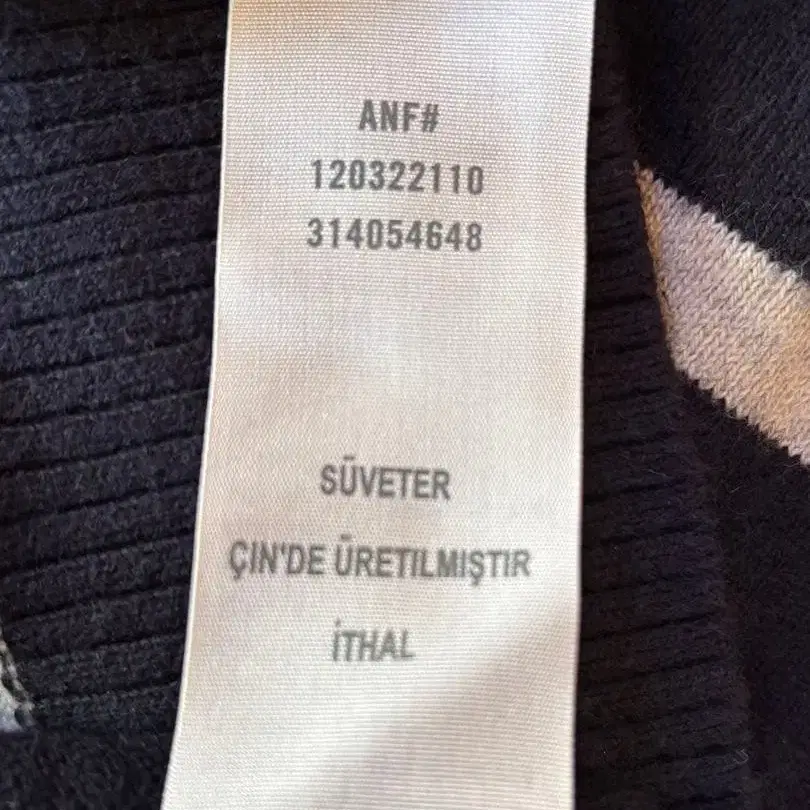 ANF#
120322110
314054648
SÜVETER
ÇIN'DE ÜRETILMIŞTIR
İTHAL